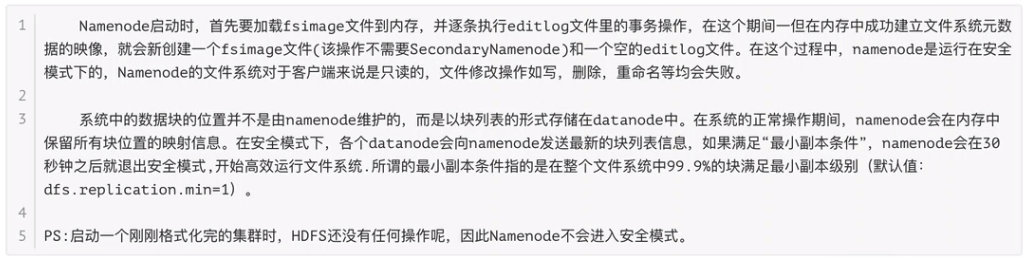 1 Namenode启动时，首先要加载fsimage文件到内存，并逐条执行editlog文件里的事务操作，在这个期间一但在内存中成功建立文件系统元数
据的映像，就会新创建一个fsimage文件(该操作不需要SecondaryNamenode)和一个空的editlog文件。在这个过程中，namenode是运行在安全
模式下的，Namenode的文件系统对于客户端来说是只读的，文件修改操作如写，删除，重命名等均会失败。
2
3 系统中的数据块的位置并不是由namenode维护的，而是以块列表的形式存储在datanode中。在系统的正常操作期间，namenode会在内存中
保留所有块位置的映射信息。在安全模式下，各个datanode会向namenode发送最新的块列表信息，如果满足“最小副本条件”，namenode会在30
秒钟之后就退出安全模式,开始高效运行文件系统.所谓的最小副本条件指的是在整个文件系统中99.9%的块满足最小副本级别（默认值：
dfs.replication.min=1）。
4
5 PS:启动一个刚刚格式化完的集群时，HDFS还没有任何操作呢，因此Namenode不会进入安全模式。